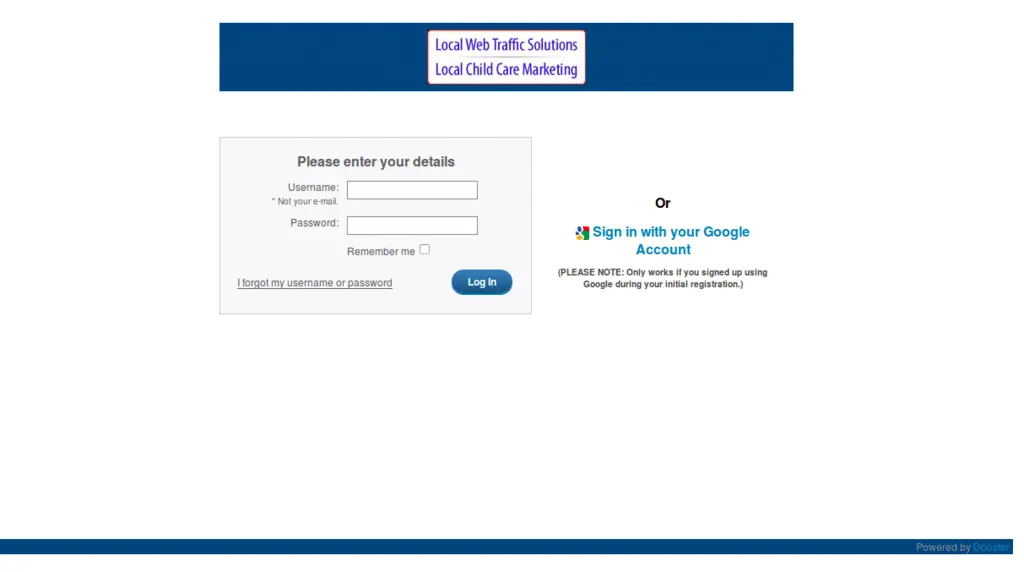 Local Web Traffic Solutions
Local Child Care Marketing
Please enter your details
Username:
* Not your e-mail.
Password:
Remember me
I forgot my username or password
Log In
Or
Sign in with your Google
Account
(PLEASE NOTE: Only works if you signed up using
Google during your initial registration.)
Powered by Dooster